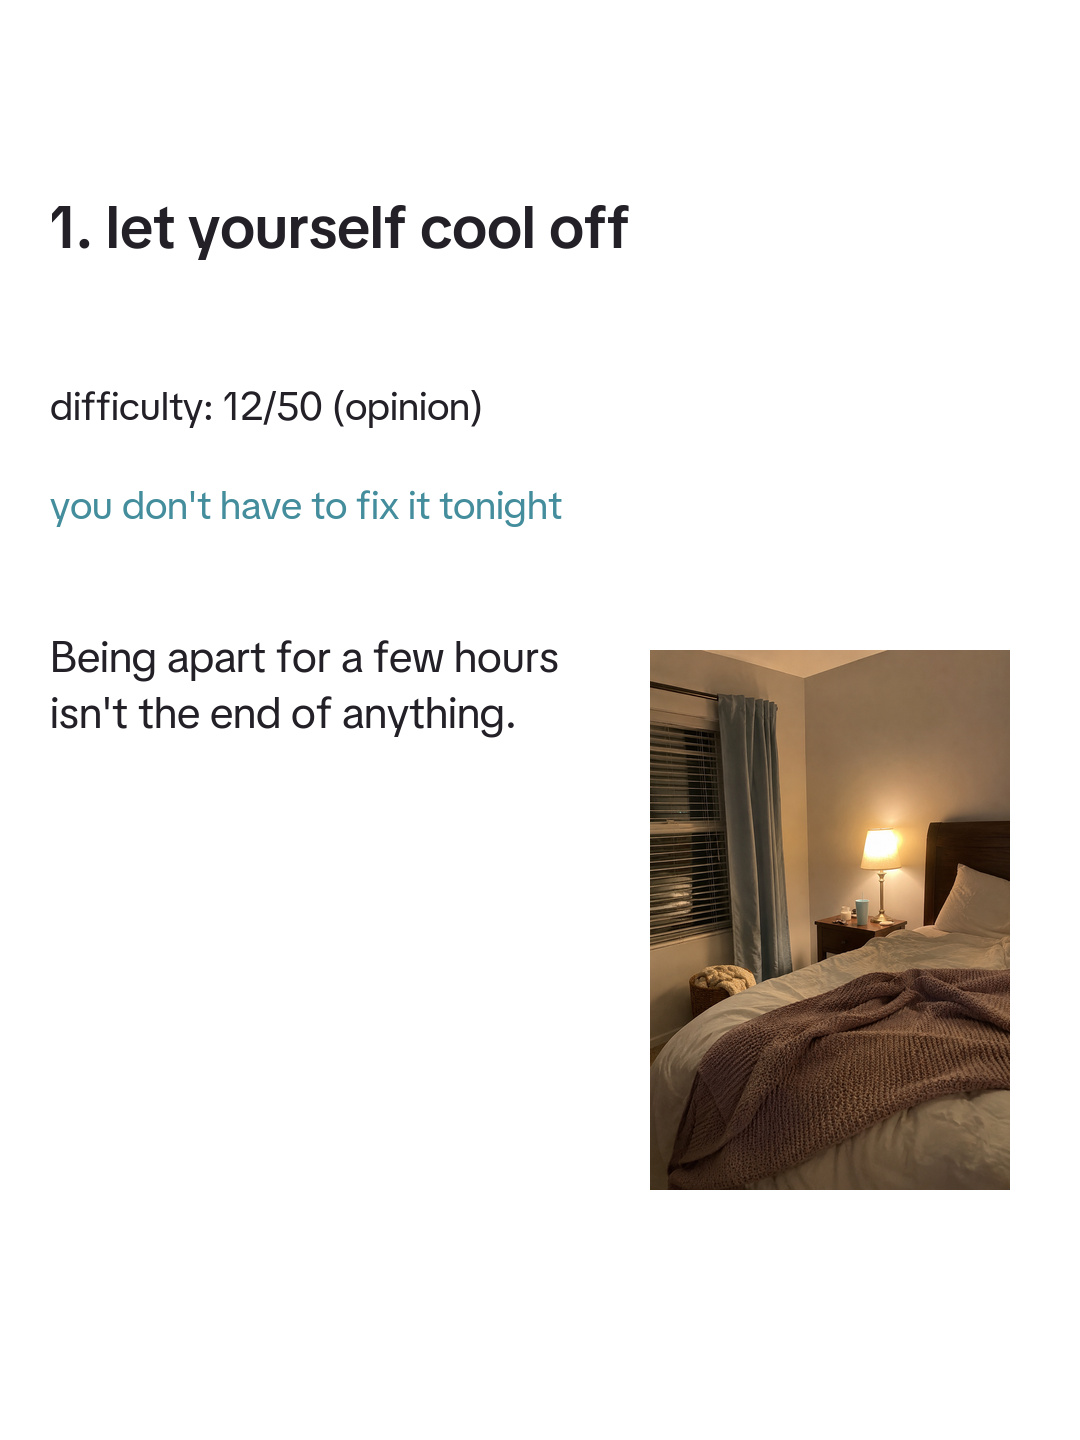 1. let yourself cool off
difficulty: 12/50 (opinion)
you don't have to fix it tonight
Being apart for a few hours
isn't the end of anything.